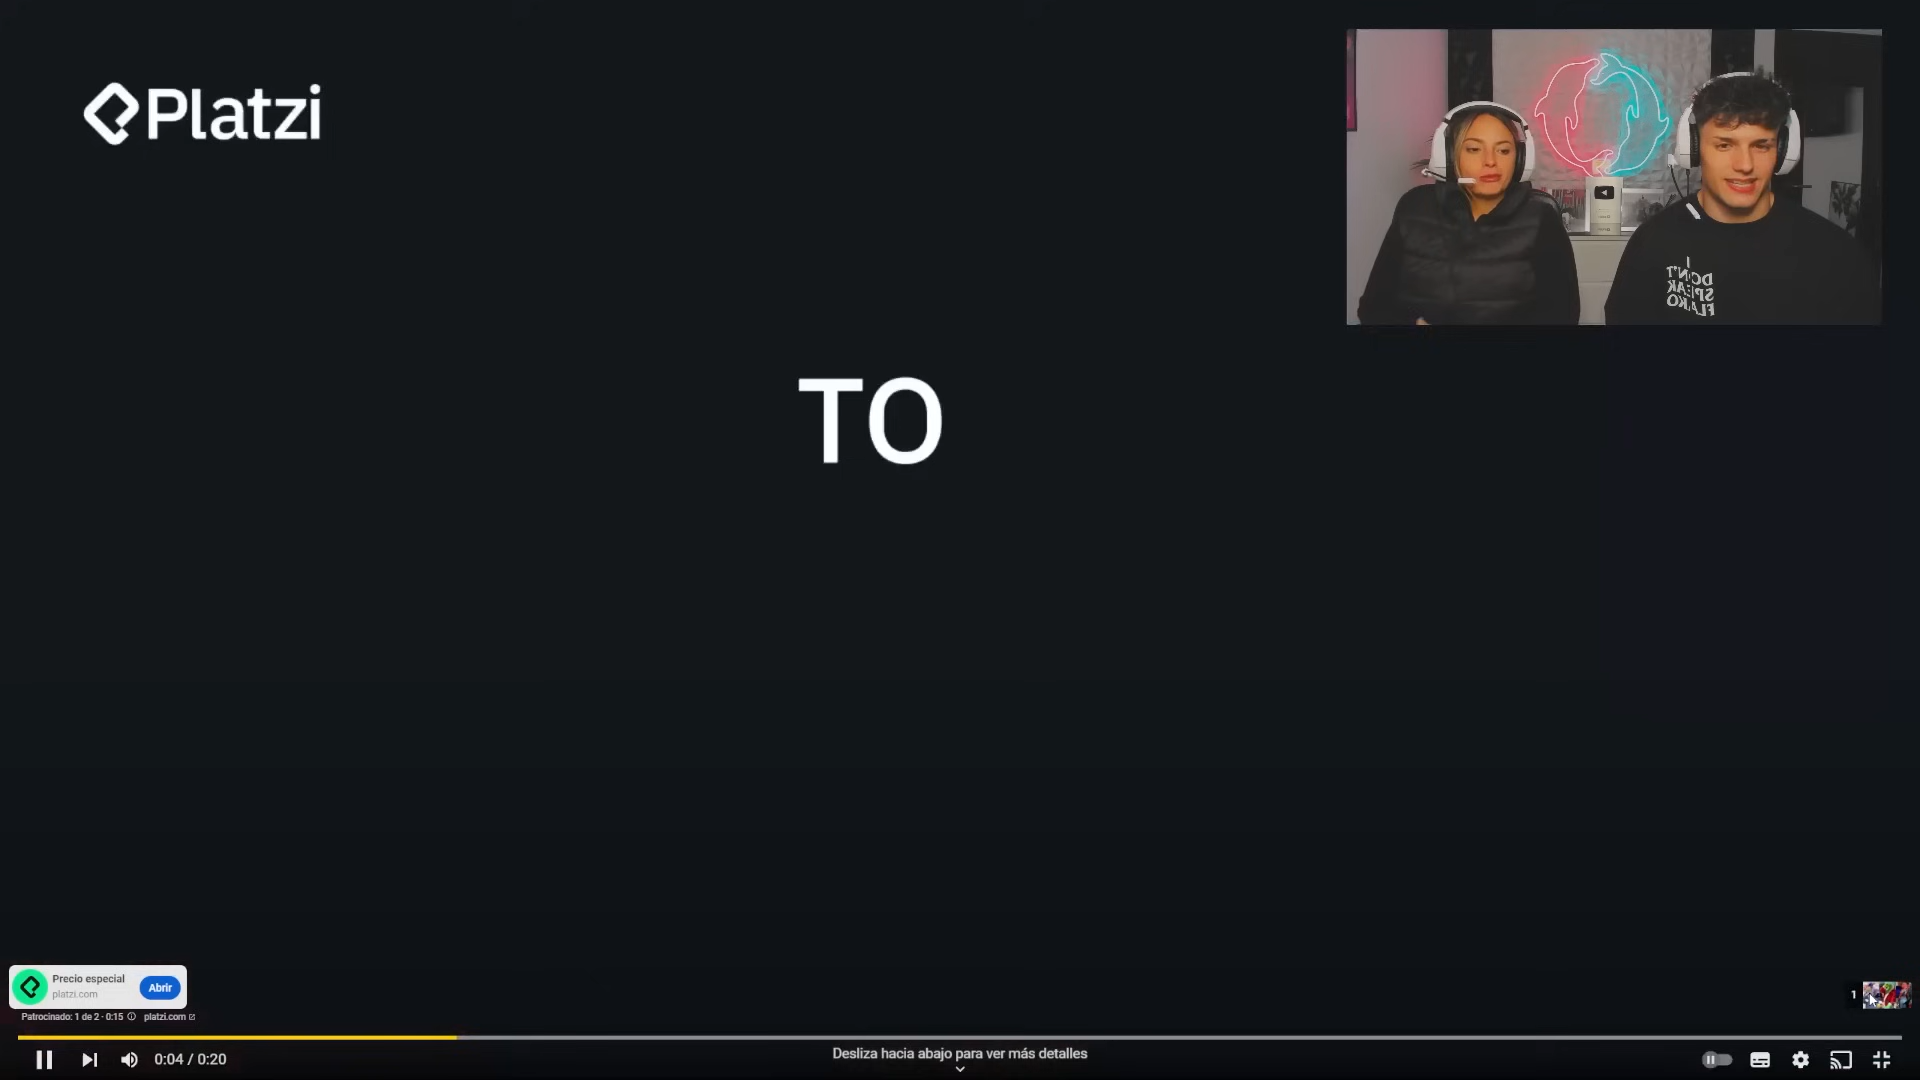 Platzi
I
DON'T
SPEAK
FLAKO
TO
Precio especial
platzi.com
Abrir
1
Patrocinado: 1 de 2 · 0:15 platzi.com
0:04 / 0:20
Desliza hacia abajo para ver más detalles